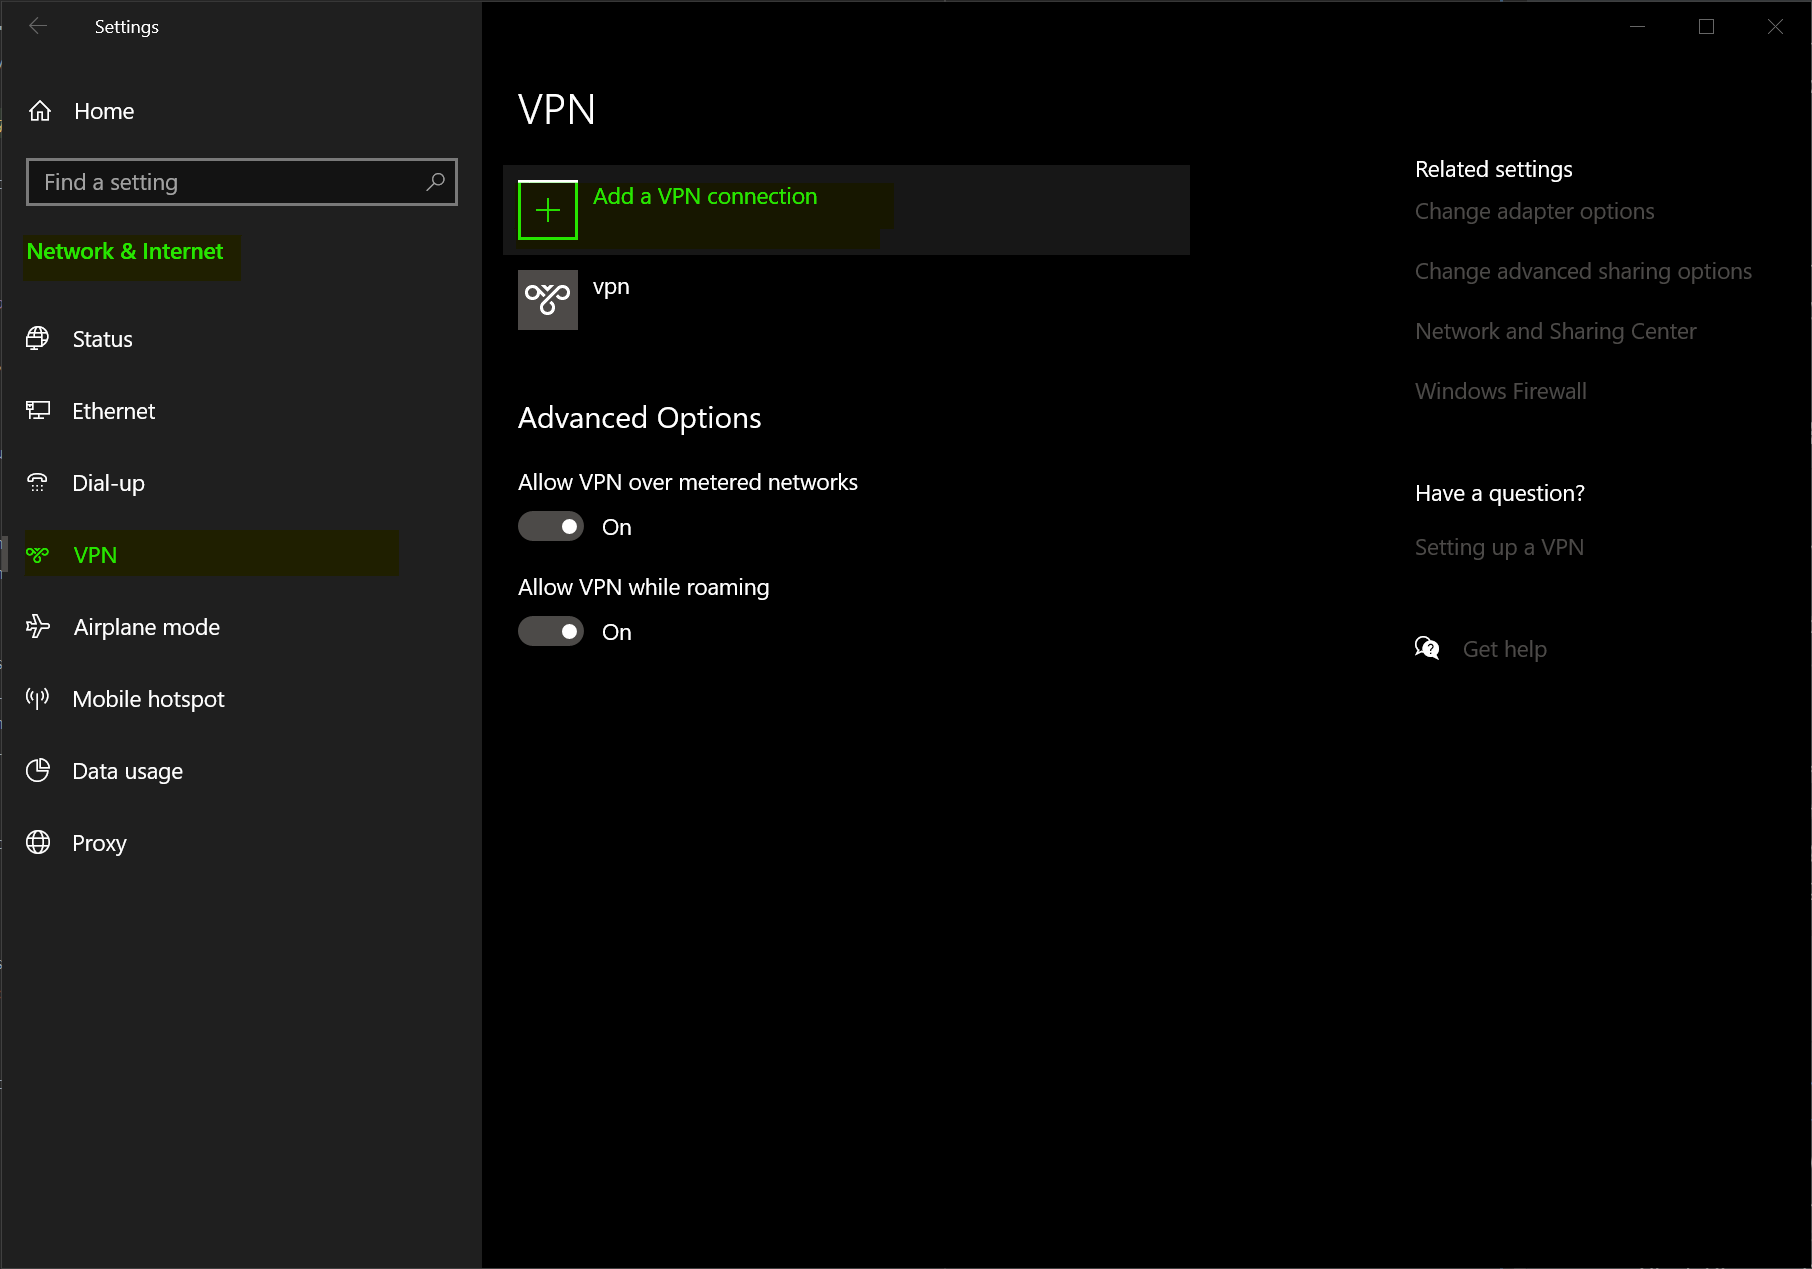 Settings
Home
Find a setting
Network & Internet
Status
Ethernet
Dial-up
VPN
Airplane mode
Mobile hotspot
Data usage
Proxy
VPN
Add a VPN connection
vpn
Advanced Options
Allow VPN over metered networks
On
Allow VPN while roaming
On
Related settings
Change adapter options
Change advanced sharing options
Network and Sharing Center
Windows Firewall
Have a question?
Setting up a VPN
Get help